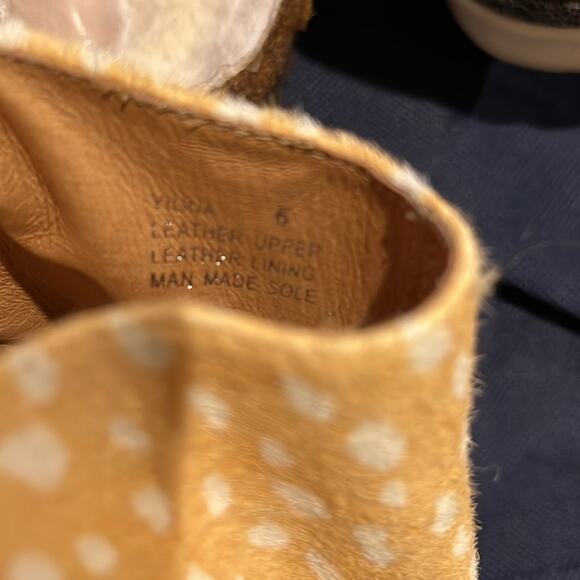 6
LEATHER UPPER
LEATHER LINING
MAN MADE SOLE